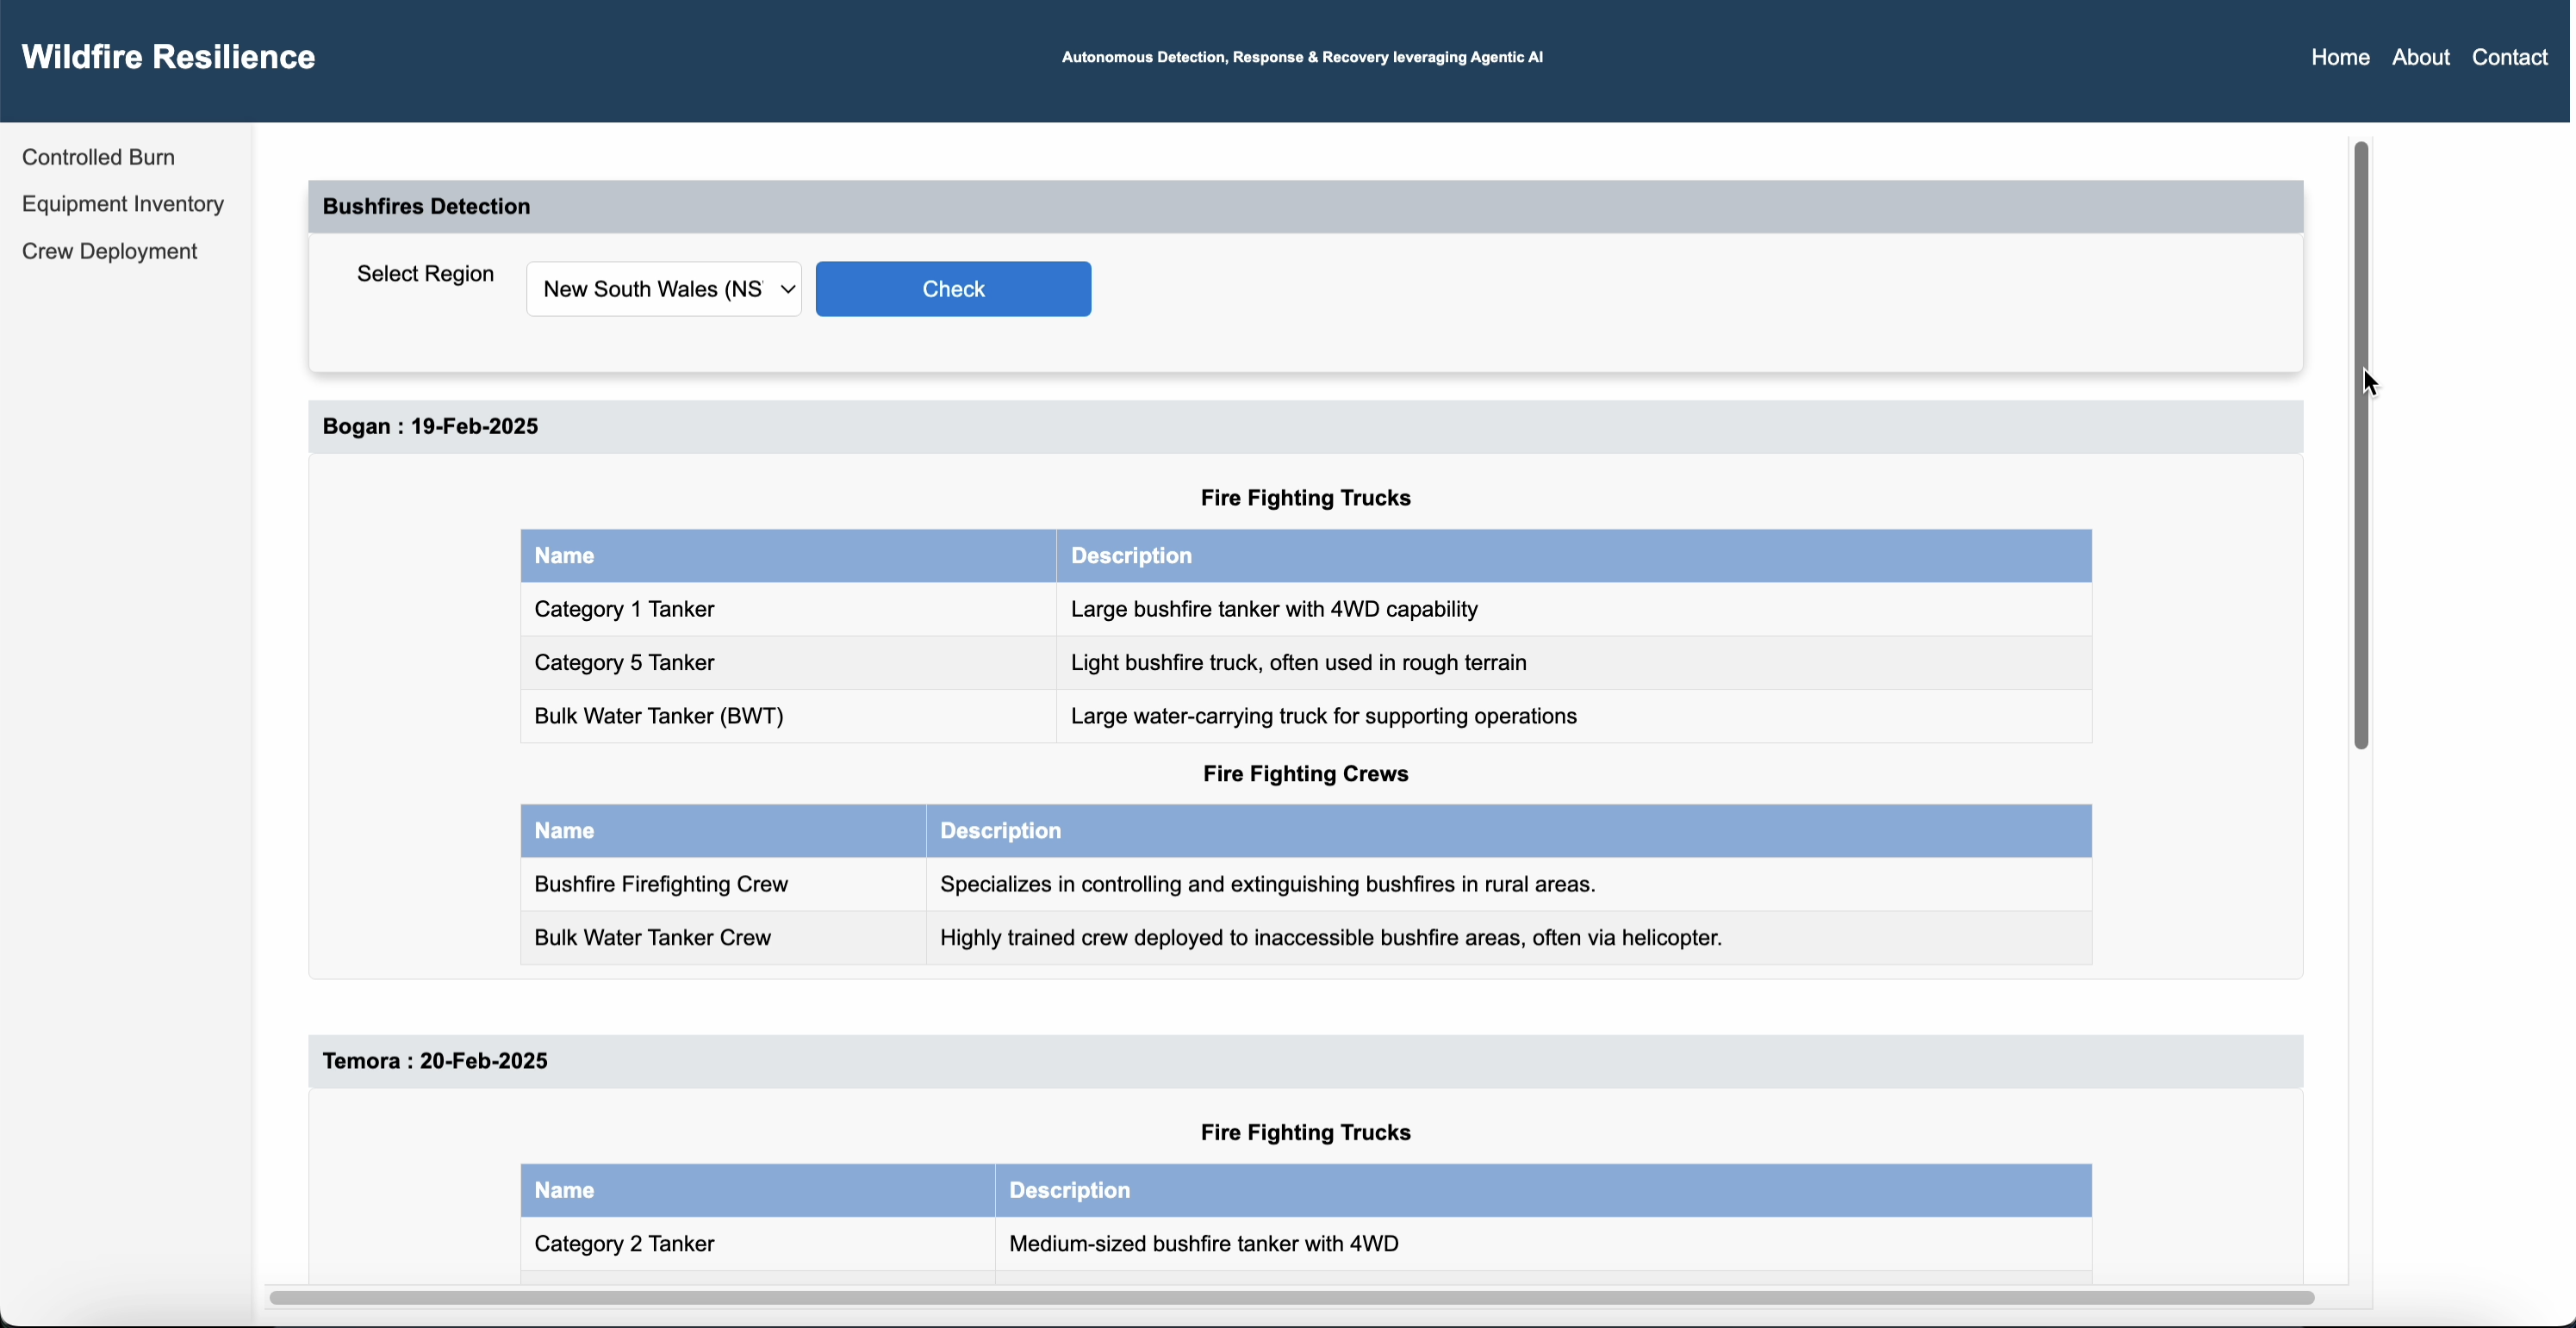 Wildfire Resilience
Autonomous Detection, Response & Recovery leveraging Agentic AI
Home About Contact
Controlled Burn
Equipment Inventory
Crew Deployment
Bushfires Detection
Select Region
New South Wales (NS
Check
Bogan : 19-Feb-2025
Fire Fighting Trucks
Name Description
Category 1 Tanker Large bushfire tanker with 4WD capability
Category 5 Tanker Light bushfire truck, often used in rough terrain
Bulk Water Tanker (BWT) Large water-carrying truck for supporting operations
Fire Fighting Crews
Name Description
Bushfire Firefighting Crew Specializes in controlling and extinguishing bushfires in rural areas.
Bulk Water Tanker Crew Highly trained crew deployed to inaccessible bushfire areas, often via helicopter.
Temora : 20-Feb-2025
Fire Fighting Trucks
Name Description
Category 2 Tanker Medium-sized bushfire tanker with 4WD